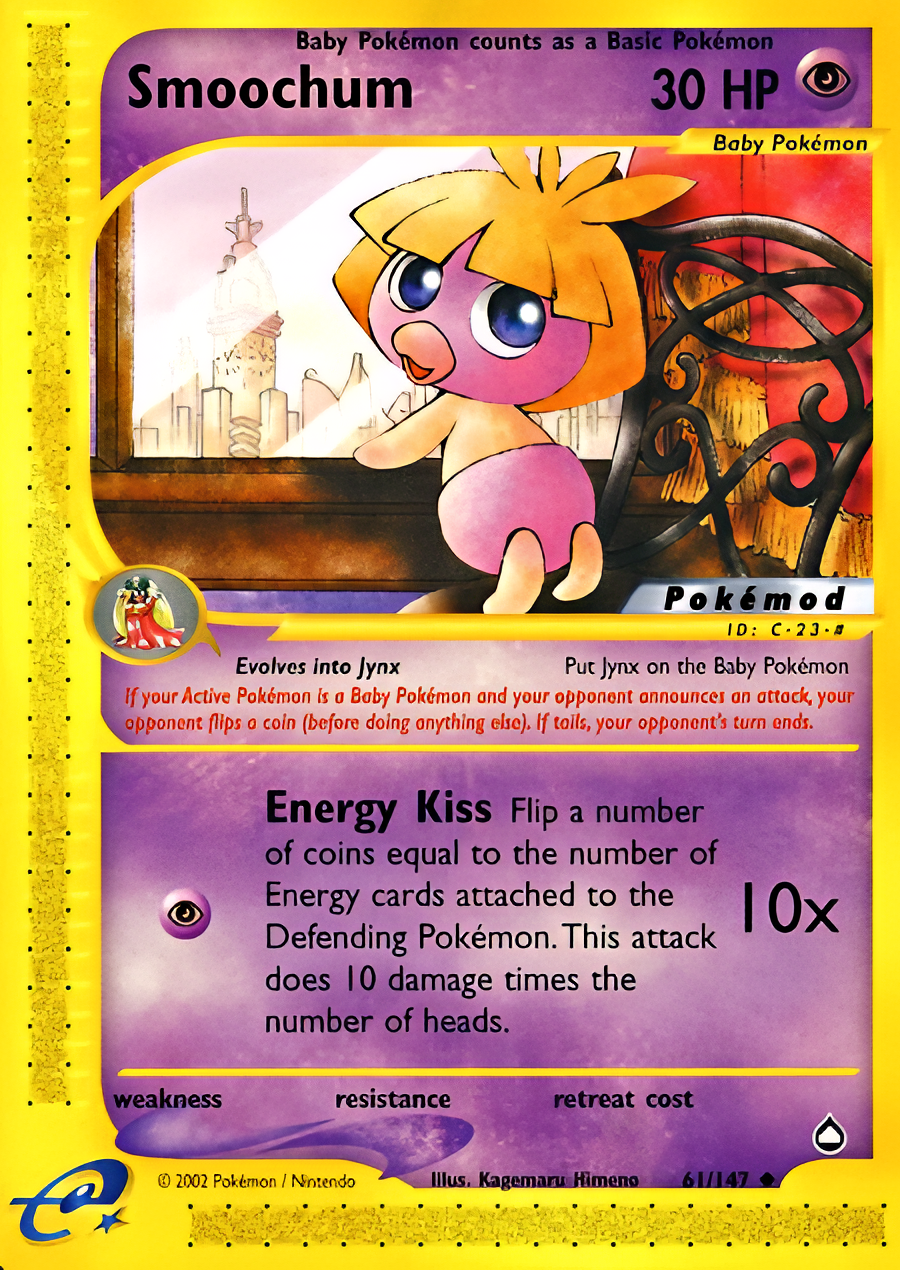 Baby Pokémon counts as a Basic Pokémon
Smoochum 30 HP
Baby Pokémon
Pokémod
ID: C-23-#
Evolves into Jynx Put Jynx on the Baby Pokémon
If your Active Pokémon is a Baby Pokémon and your opponent announces an attack, your
opponent flips a coin (before doing anything else). If tails, your opponent's turn ends.
Energy Kiss Flip a number
of coins equal to the number of
Energy cards attached to the
Defending Pokémon. This attack
does 10 damage times the
number of heads.
10x
weakness resistance retreat cost
© 2002 Pokémon / Nintendo Illus. Kagemaru Himeno 61/147
e